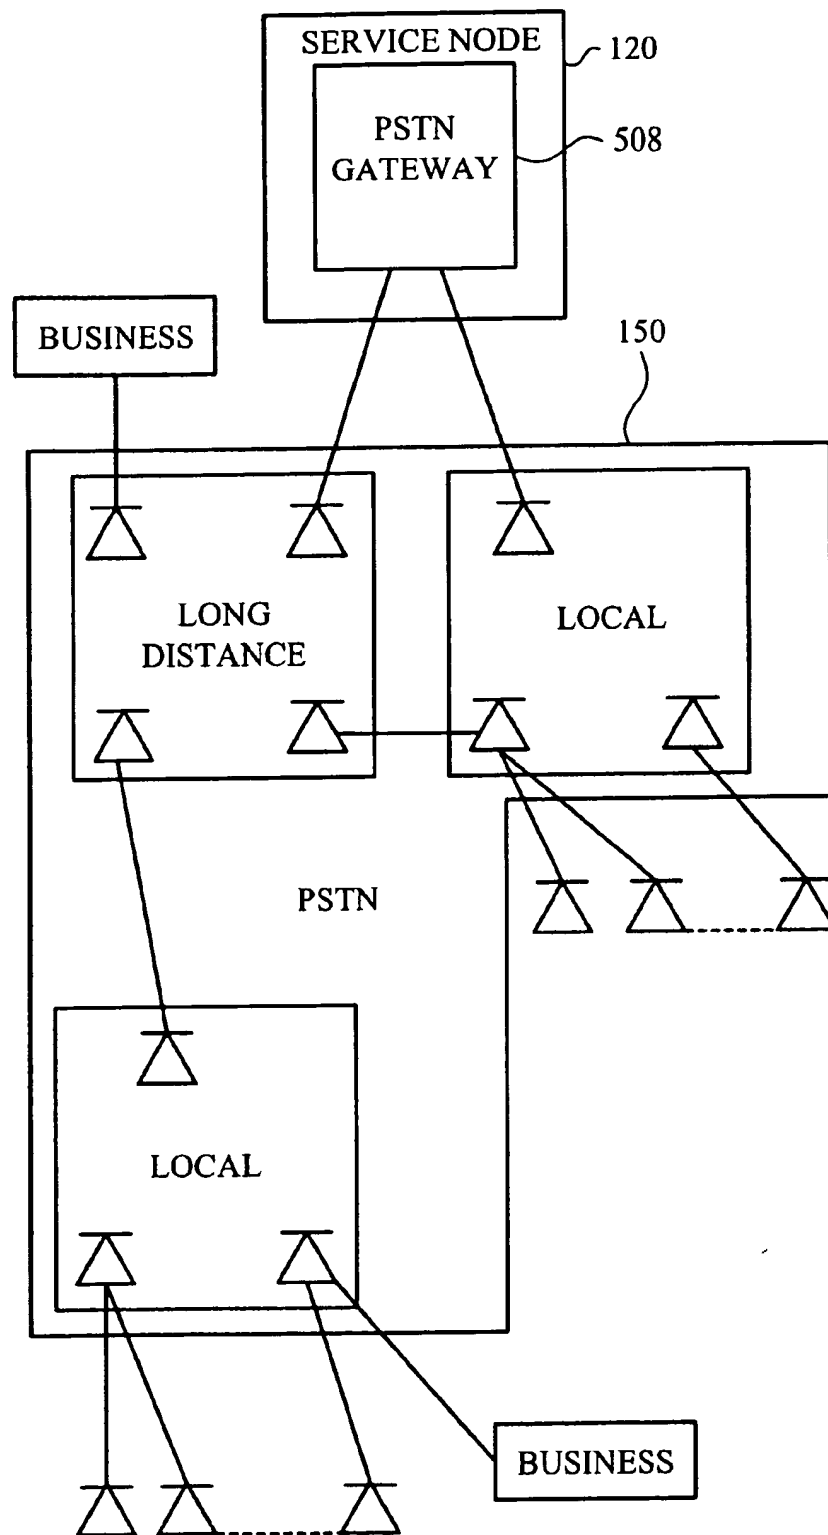 SERVICE NODE
120
PSTN
GATEWAY
508
BUSINESS
150
LONG
DISTANCE
LOCAL
PSTN
LOCAL
BUSINESS